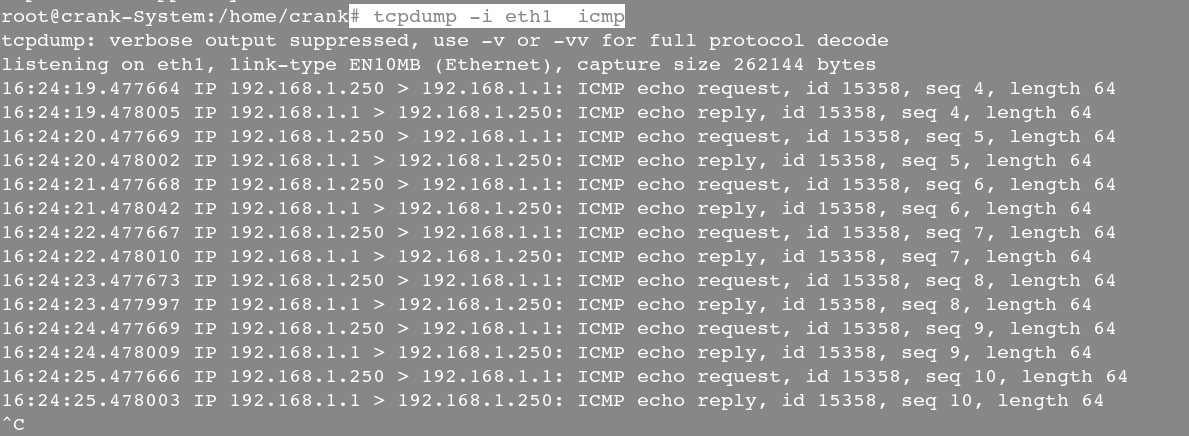 root@crank-System:/home/crank# tcpdump -i eth1  icmp
tcpdump: verbose output suppressed, use -v or -vv for full protocol decode
listening on eth1, link-type EN10MB (Ethernet), capture size 262144 bytes
16:24:19.477664 IP 192.168.1.250 > 192.168.1.1: ICMP echo request, id 15358, seq 4, length 64
16:24:19.478005 IP 192.168.1.1 > 192.168.1.250: ICMP echo reply, id 15358, seq 4, length 64
16:24:20.477669 IP 192.168.1.250 > 192.168.1.1: ICMP echo request, id 15358, seq 5, length 64
16:24:20.478002 IP 192.168.1.1 > 192.168.1.250: ICMP echo reply, id 15358, seq 5, length 64
16:24:21.477668 IP 192.168.1.250 > 192.168.1.1: ICMP echo request, id 15358, seq 6, length 64
16:24:21.478042 IP 192.168.1.1 > 192.168.1.250: ICMP echo reply, id 15358, seq 6, length 64
16:24:22.477667 IP 192.168.1.250 > 192.168.1.1: ICMP echo request, id 15358, seq 7, length 64
16:24:22.478010 IP 192.168.1.1 > 192.168.1.250: ICMP echo reply, id 15358, seq 7, length 64
16:24:23.477673 IP 192.168.1.250 > 192.168.1.1: ICMP echo request, id 15358, seq 8, length 64
16:24:23.477997 IP 192.168.1.1 > 192.168.1.250: ICMP echo reply, id 15358, seq 8, length 64
16:24:24.477669 IP 192.168.1.250 > 192.168.1.1: ICMP echo request, id 15358, seq 9, length 64
16:24:24.478009 IP 192.168.1.1 > 192.168.1.250: ICMP echo reply, id 15358, seq 9, length 64
16:24:25.477666 IP 192.168.1.250 > 192.168.1.1: ICMP echo request, id 15358, seq 10, length 64
16:24:25.478003 IP 192.168.1.1 > 192.168.1.250: ICMP echo reply, id 15358, seq 10, length 64
^C